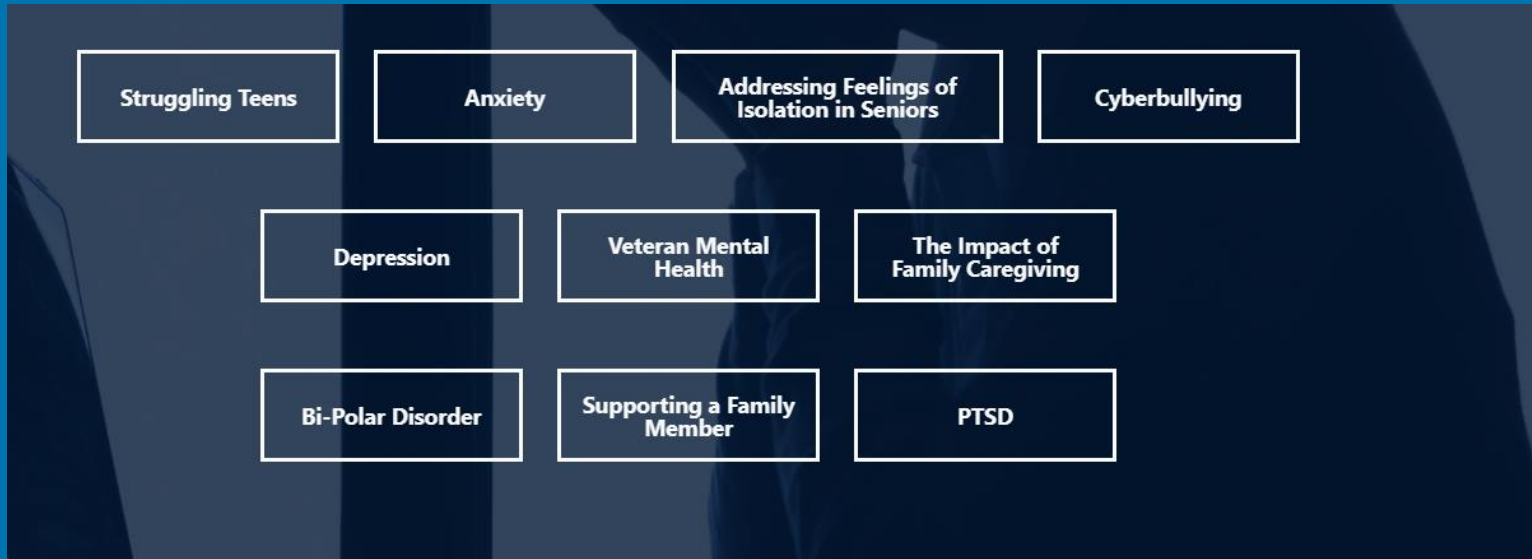 Struggling Teens
Anxiety
Addressing Feelings of
Isolation in Seniors
Cyberbullying
Depression
Veteran Mental
Health
The Impact of
Family Caregiving
Bi-Polar Disorder
Supporting a Family
Member
PTSD